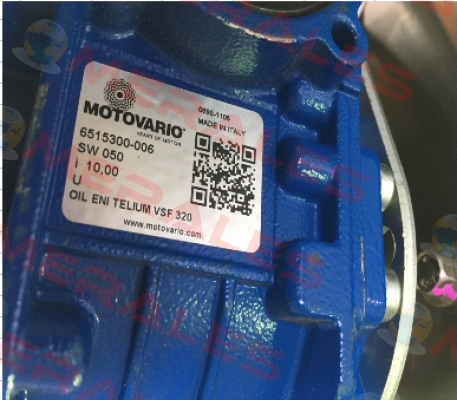 MOTOVARIO®
HEART OF MOTION
6515300-006
SW 050
i 10,00
U
OIL ENI TELIUM VSF 320
www.motovario.com
MADE IN ITALY
MERALES